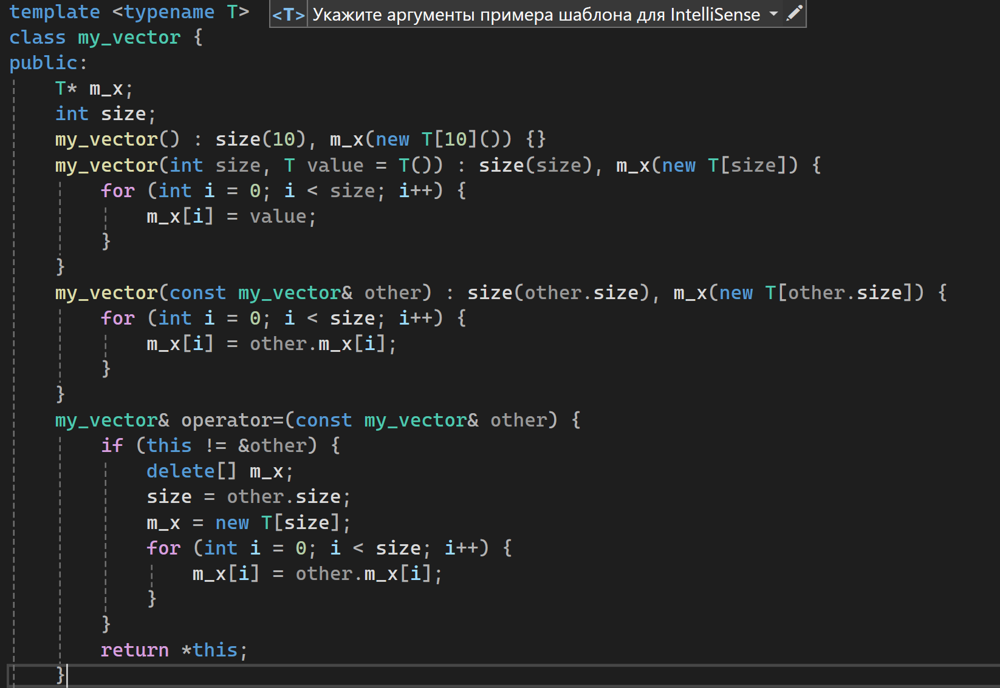 template <typename T> <T> Укажите аргументы примера шаблона для IntelliSense
class my_vector {
public:
    T* m_x;
    int size;
    my_vector() : size(10), m_x(new T[10]()) {}
    my_vector(int size, T value = T()) : size(size), m_x(new T[size]) {
        for (int i = 0; i < size; i++) {
            m_x[i] = value;
        }
    }
    my_vector(const my_vector& other) : size(other.size), m_x(new T[other.size]) {
        for (int i = 0; i < size; i++) {
            m_x[i] = other.m_x[i];
        }
    }
    my_vector& operator=(const my_vector& other) {
        if (this != &other) {
            delete[] m_x;
            size = other.size;
            m_x = new T[size];
            for (int i = 0; i < size; i++) {
                m_x[i] = other.m_x[i];
            }
        }
        return *this;
    }